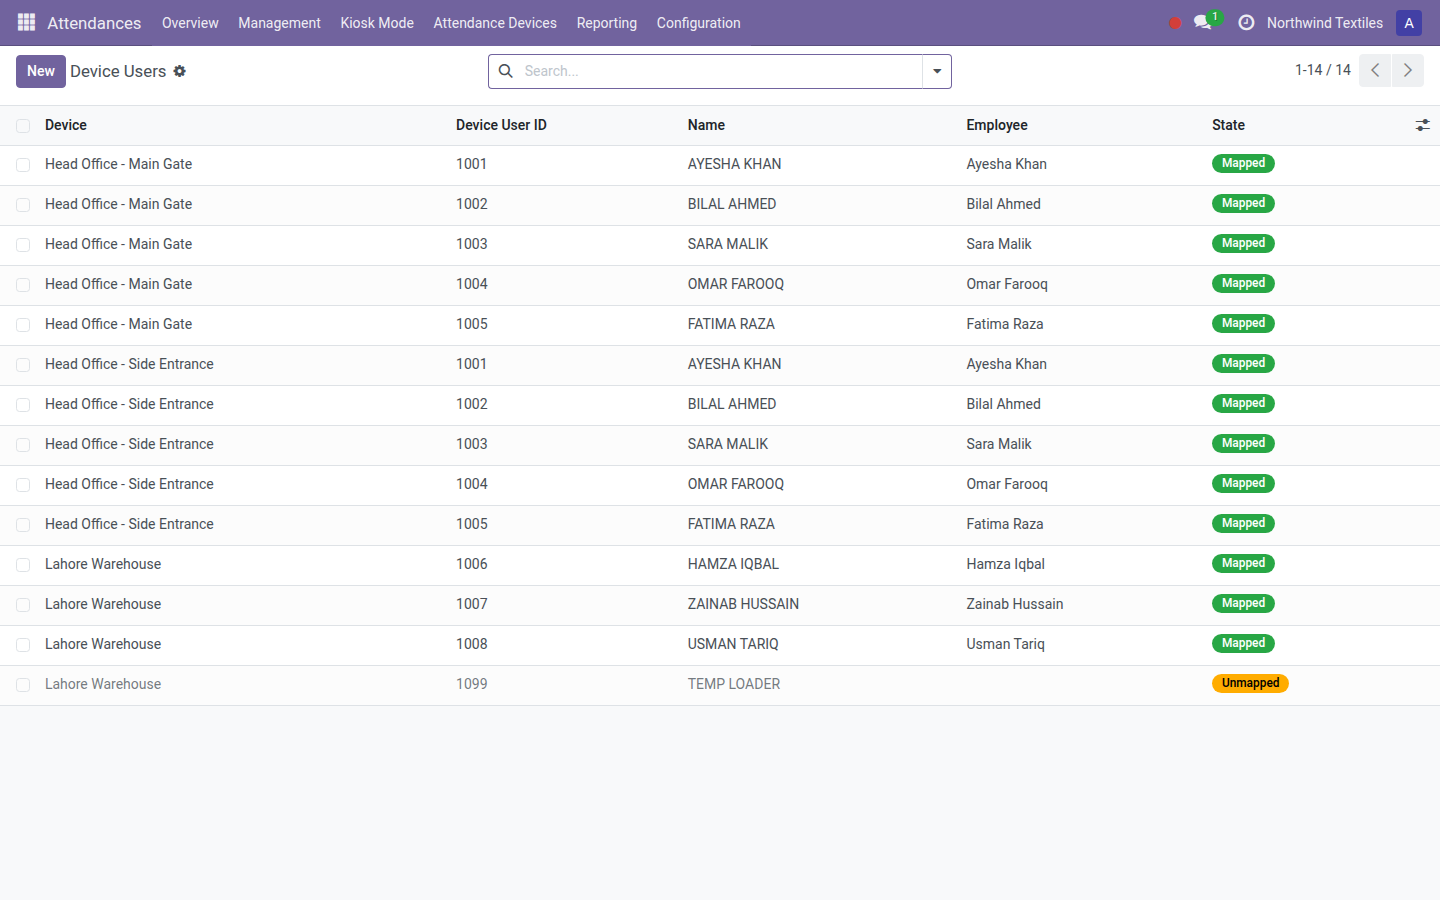 Attendances Overview Management Kiosk Mode Attendance Devices Reporting Configuration 1 Northwind Textiles A
New Device Users Search... 1-14 / 14
Device Device User ID Name Employee State
Head Office - Main Gate 1001 AYESHA KHAN Ayesha Khan Mapped
Head Office - Main Gate 1002 BILAL AHMED Bilal Ahmed Mapped
Head Office - Main Gate 1003 SARA MALIK Sara Malik Mapped
Head Office - Main Gate 1004 OMAR FAROOQ Omar Farooq Mapped
Head Office - Main Gate 1005 FATIMA RAZA Fatima Raza Mapped
Head Office - Side Entrance 1001 AYESHA KHAN Ayesha Khan Mapped
Head Office - Side Entrance 1002 BILAL AHMED Bilal Ahmed Mapped
Head Office - Side Entrance 1003 SARA MALIK Sara Malik Mapped
Head Office - Side Entrance 1004 OMAR FAROOQ Omar Farooq Mapped
Head Office - Side Entrance 1005 FATIMA RAZA Fatima Raza Mapped
Lahore Warehouse 1006 HAMZA IQBAL Hamza Iqbal Mapped
Lahore Warehouse 1007 ZAINAB HUSSAIN Zainab Hussain Mapped
Lahore Warehouse 1008 USMAN TARIQ Usman Tariq Mapped
Lahore Warehouse 1099 TEMP LOADER Unmapped